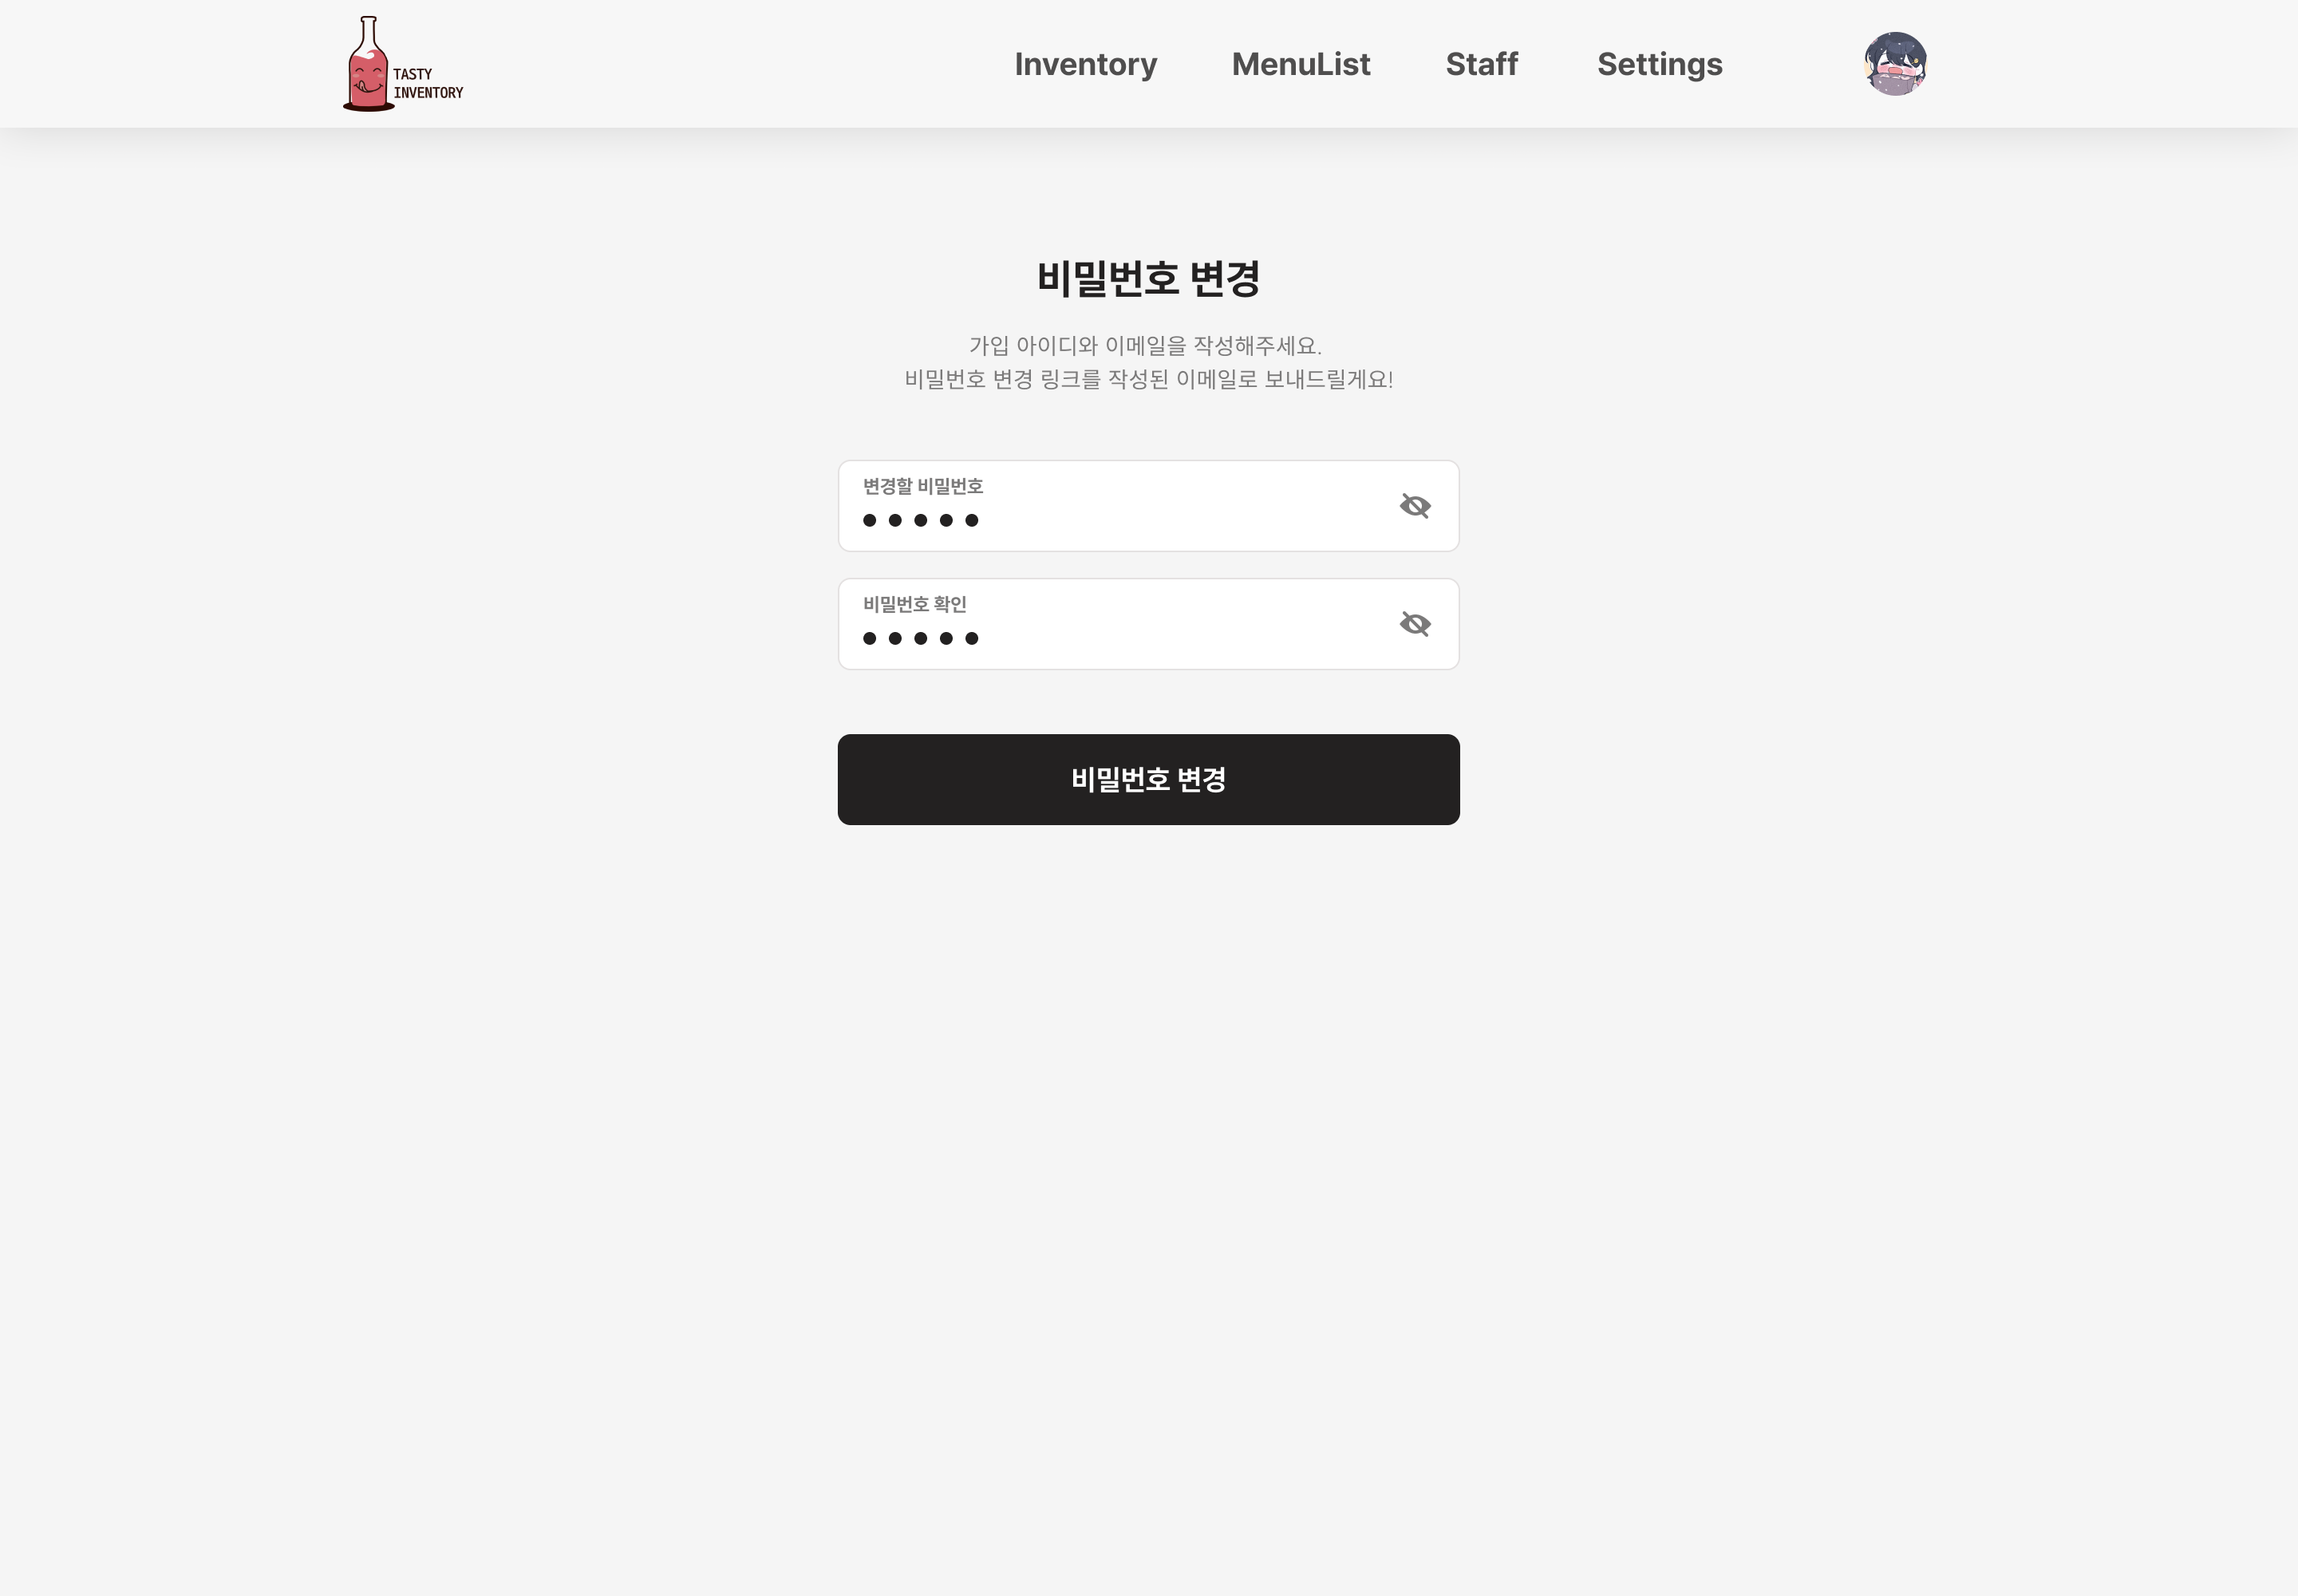 TASTY
INVENTORY
Inventory MenuList Staff Settings
비밀번호 변경
가입 아이디와 이메일을 작성해주세요.
비밀번호 변경 링크를 작성된 이메일로 보내드릴게요!
변경할 비밀번호
비밀번호 확인
비밀번호 변경